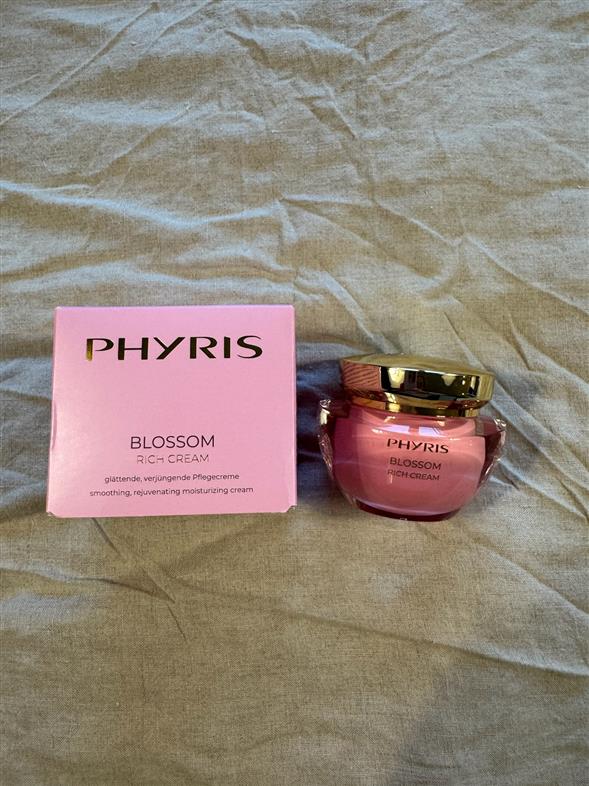 PHYRIS
BLOSSOM
RICH CREAM
glättende, verjüngende Pflegecreme
smoothing, rejuvenating moisturizing cream
PHYRIS
BLOSSOM
RICH CREAM